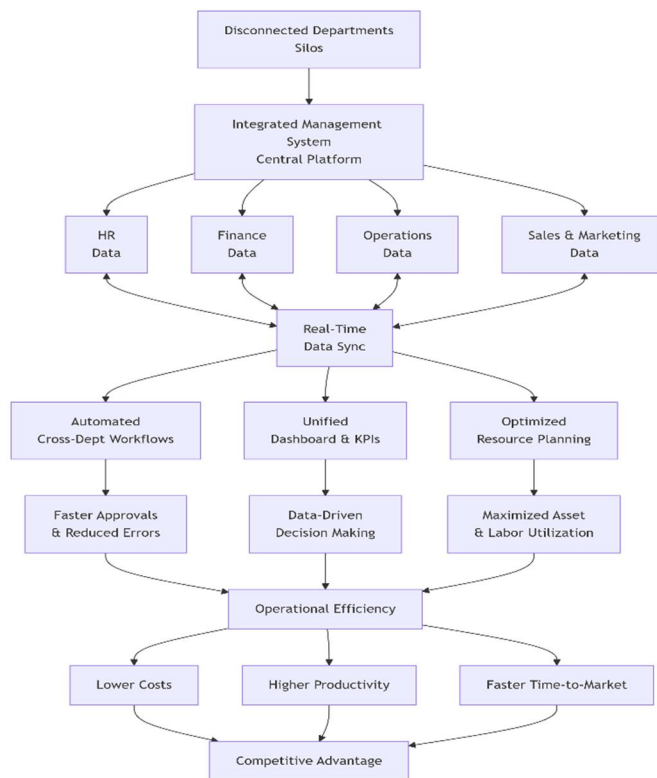 Disconnected Departments
Silos
Integrated Management
System
Central Platform
HR
Data
Finance
Data
Operations
Data
Sales & Marketing
Data
Real-Time
Data Sync
Automated
Cross-Dept Workflows
Unified
Dashboard & KPIs
Optimized
Resource Planning
Faster Approvals
& Reduced Errors
Data-Driven
Decision Making
Maximized Asset
& Labor Utilization
Operational Efficiency
Lower Costs
Higher Productivity
Faster Time-to-Market
Competitive Advantage